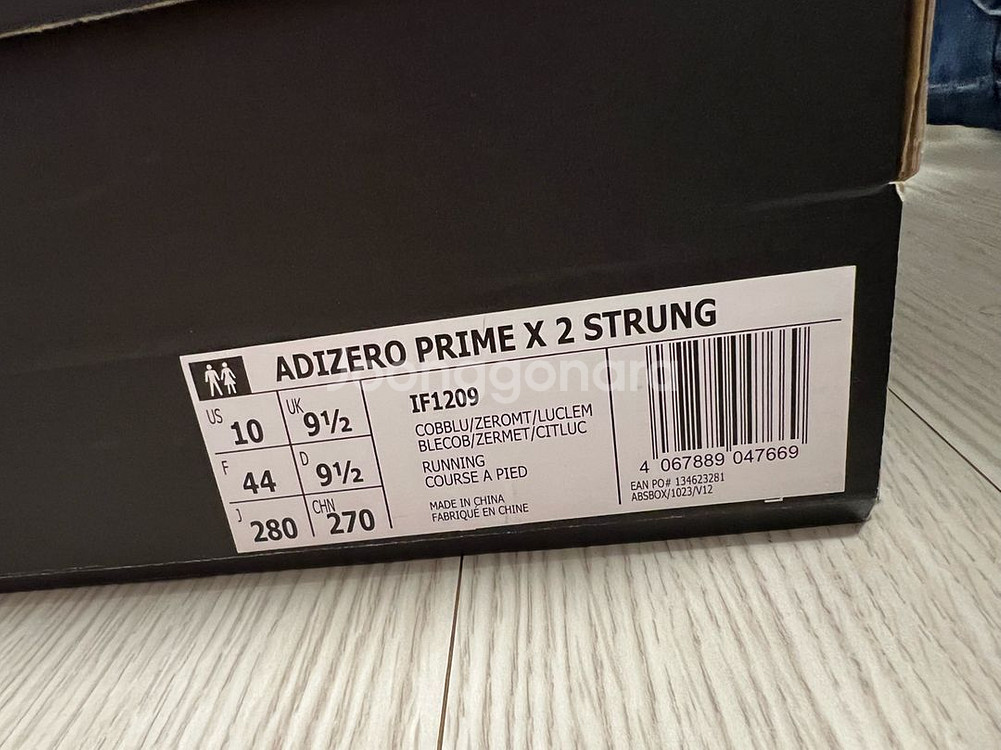 ADIZERO PRIME X 2 STRUNG
US 10 UK 9½
F 44 D 9½
J 280 CHN 270
IF1209
COBBLU/ZEROMT/LUCLEM
BLECOB/ZERMET/CITLUC
RUNNING
COURSE A PIED
MADE IN CHINA
FABRIQUÉ EN CHINE
4 067889 047669
EAN PO# 134623281
ABSBOX/1023/V12
joonggonara